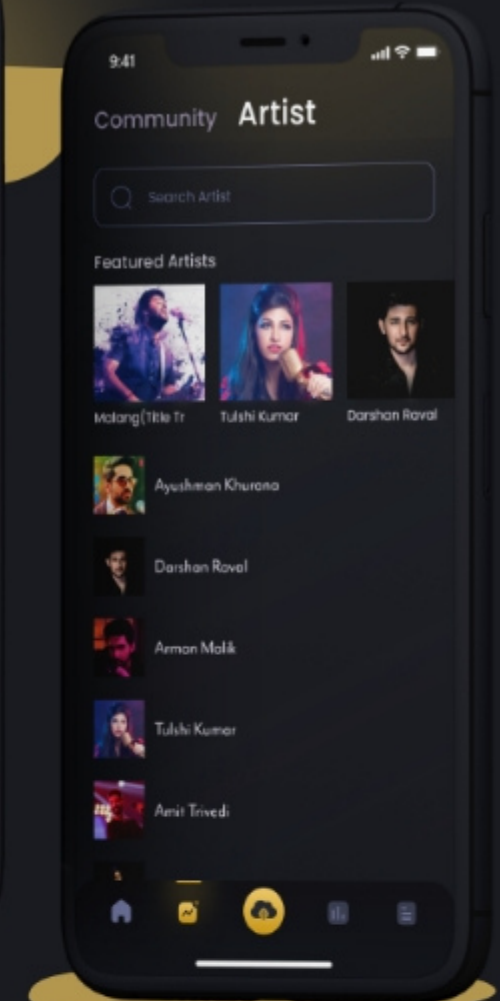 9:41
Community Artist
Search Artist
Featured Artists
Malang(Title Tr
Tulshi Kumar
Darshan Raval
Ayushman Khurana
Darshan Raval
Arman Malik
Tulshi Kumar
Amit Trivedi